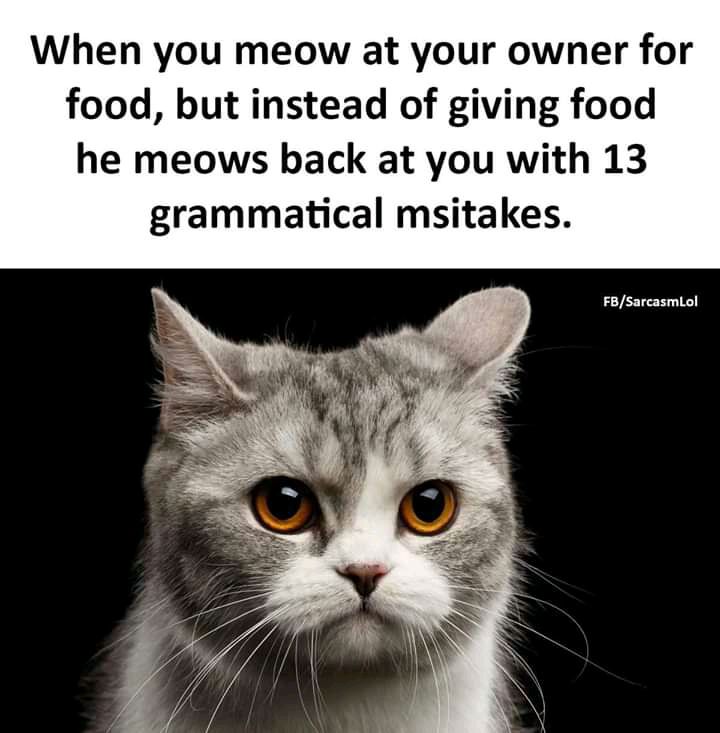 When you meow at your owner for
food, but instead of giving food
he meows back at you with 13
grammatical msitakes.
FB/SarcasmLol